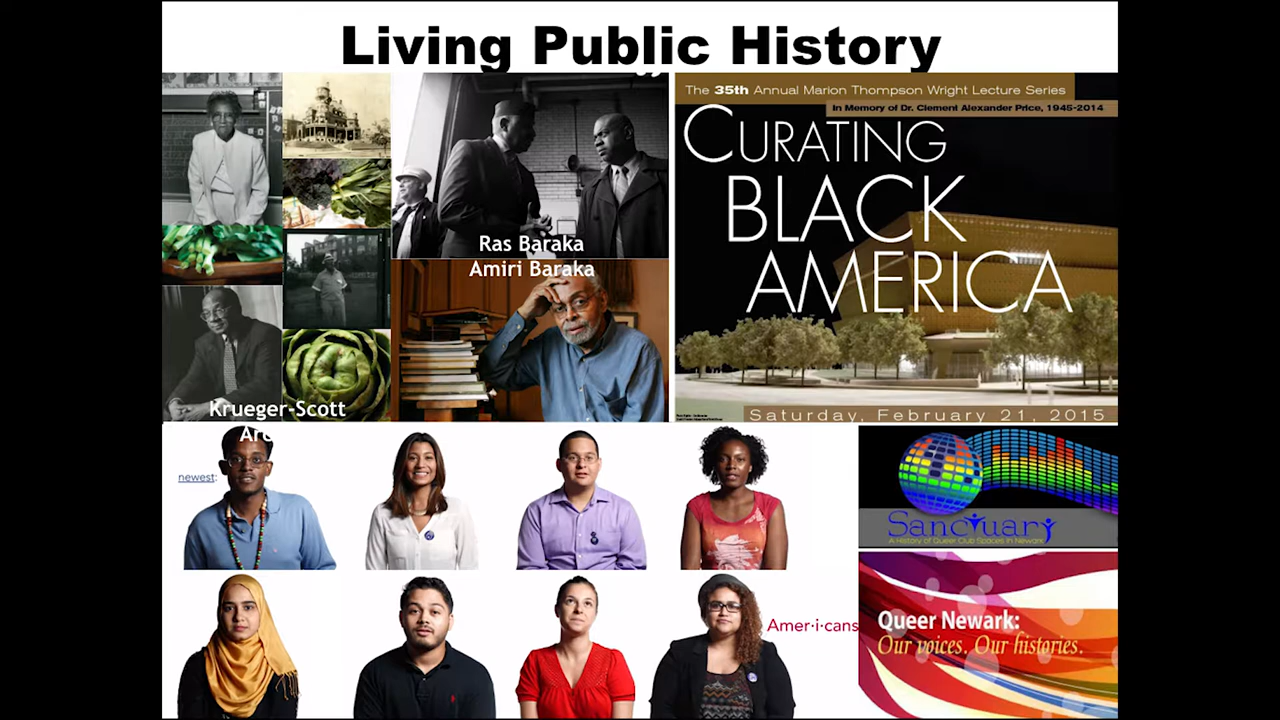 Living Public History
Ras Baraka
Amiri Baraka
Krueger-Scott
The 35th Annual Marion Thompson Wright Lecture Series
In Memory of Dr. Clement Alexander Price, 1945-2014
CURATING
BLACK
AMERICA
Saturday, February 21, 2015
newest:
Amer·i·cans
Sanctuary
A History of Queer Club Spaces in Newark
Queer Newark:
Our voices. Our histories.